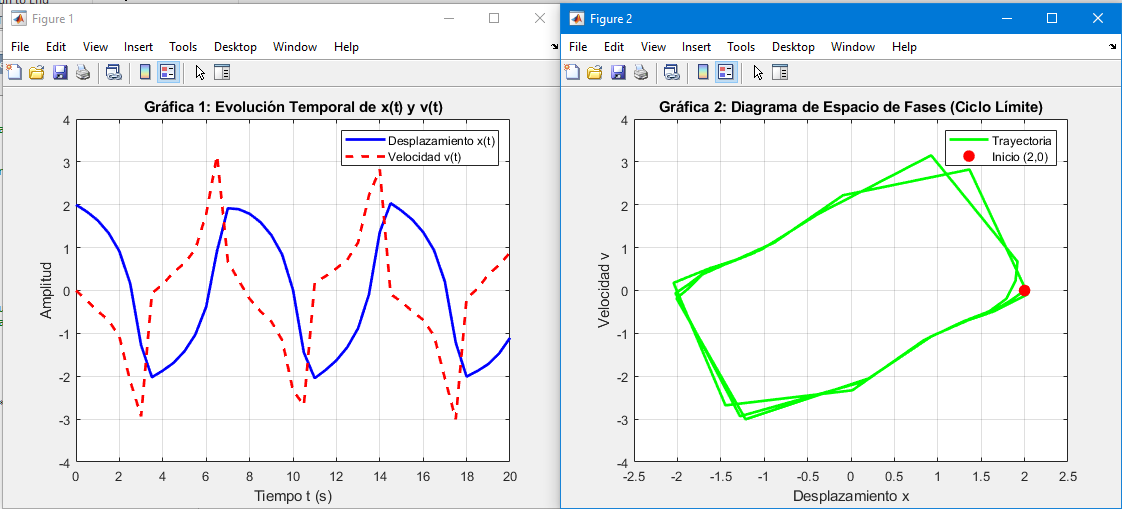 Figure 1
File Edit View Insert Tools Desktop Window Help
Gráfica 1: Evolución Temporal de x(t) y v(t)
Desplazamiento x(t)
Velocidad v(t)
Amplitud
4
3
2
1
0
-1
-2
-3
-4
0 2 4 6 8 10 12 14 16 18 20
Tiempo t (s)
Figure 2
File Edit View Insert Tools Desktop Window Help
Gráfica 2: Diagrama de Espacio de Fases (Ciclo Límite)
Trayectoria
Inicio (2,0)
Velocidad v
4
3
2
1
0
-1
-2
-3
-4
-2.5 -2 -1.5 -1 -0.5 0 0.5 1 1.5 2 2.5
Desplazamiento x